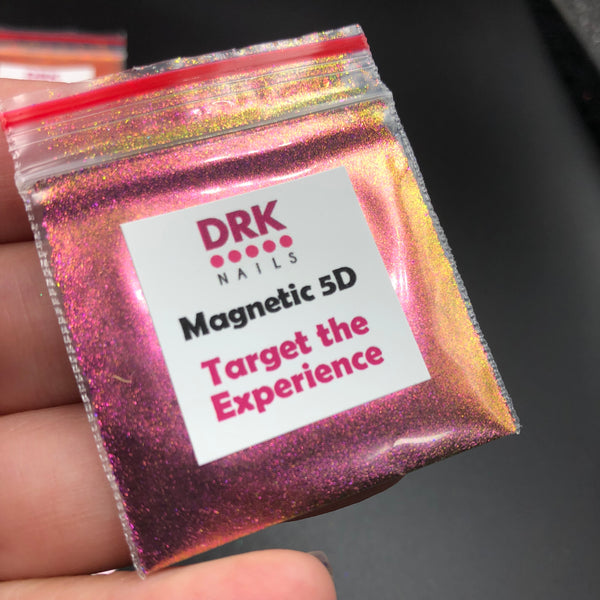 DRK
NAILS
Magnetic 5D
Target the
Experience